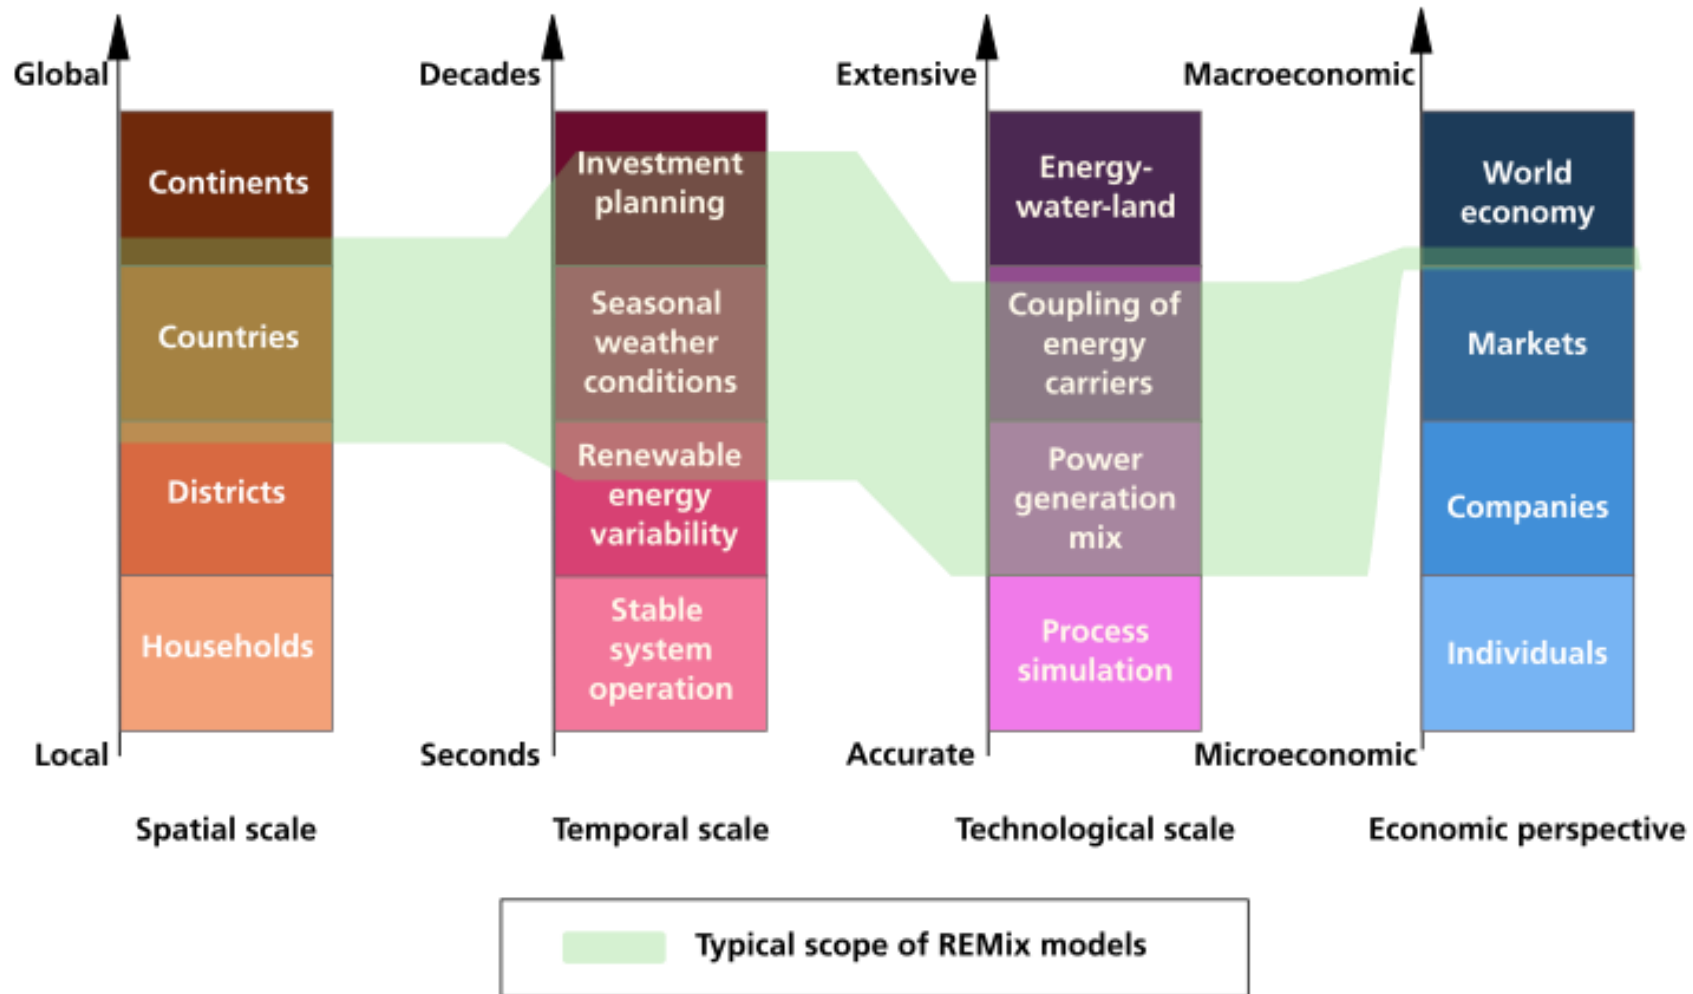 Global
Decades
Extensive
Macroeconomic
Continents
Countries
Districts
Households
Investment
planning
Seasonal
weather
conditions
Renewable
energy
variability
Stable
system
operation
Energy-
water-land
Coupling of
energy
carriers
Power
generation
mix
Process
simulation
World
economy
Markets
Companies
Individuals
Local
Seconds
Accurate
Microeconomic
Spatial scale
Temporal scale
Technological scale
Economic perspective
Typical scope of REMix models